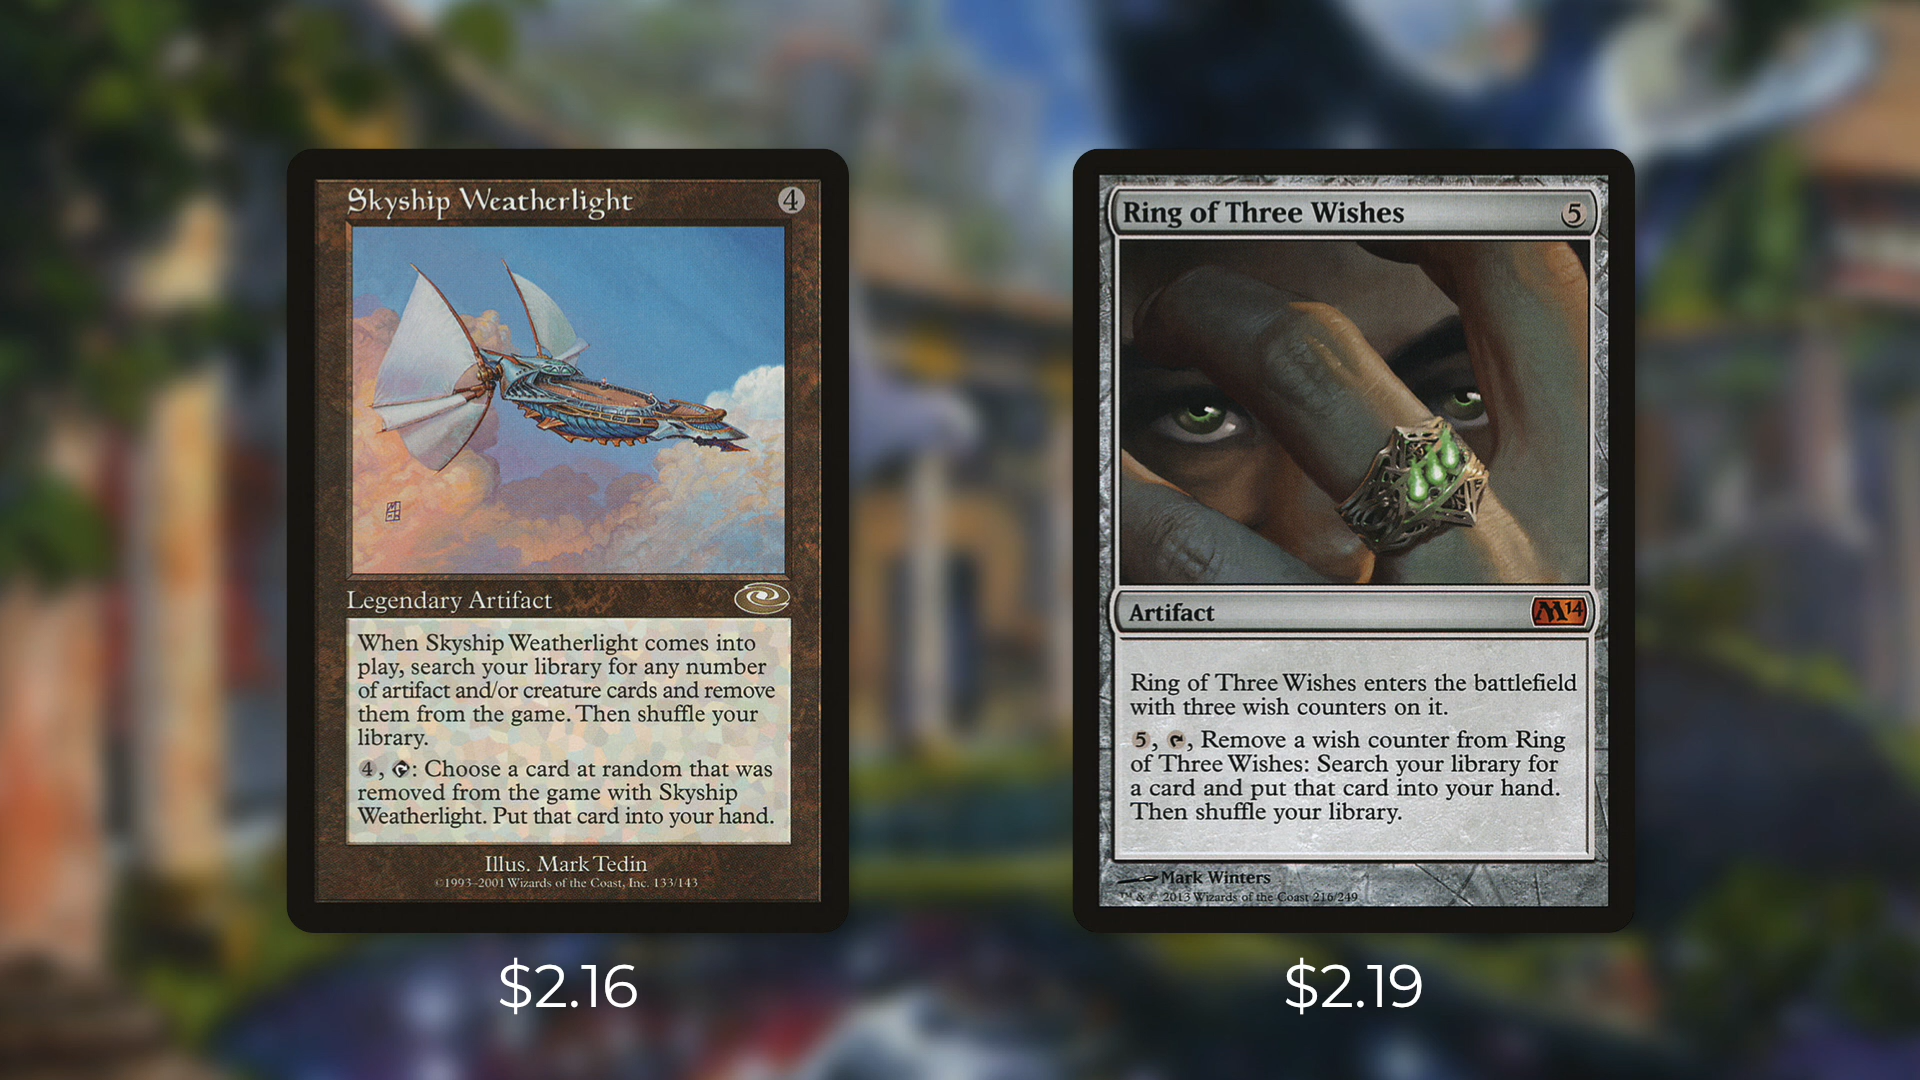 Skyship Weatherlight
4
Legendary Artifact
When Skyship Weatherlight comes into
play, search your library for any number
of artifact and/or creature cards and remove
them from the game. Then shuffle your
library.
4, : Choose a card at random that was
removed from the game with Skyship
Weatherlight. Put that card into your hand.
Illus. Mark Tedin
©1993–2001 Wizards of the Coast, Inc. 133/143
$2.16
Ring of Three Wishes
5
Artifact
M14
Ring of Three Wishes enters the battlefield
with three wish counters on it.
5, , Remove a wish counter from Ring
of Three Wishes: Search your library for
a card and put that card into your hand.
Then shuffle your library.
Mark Winters
™ & © 2013 Wizards of the Coast 216/249
$2.19